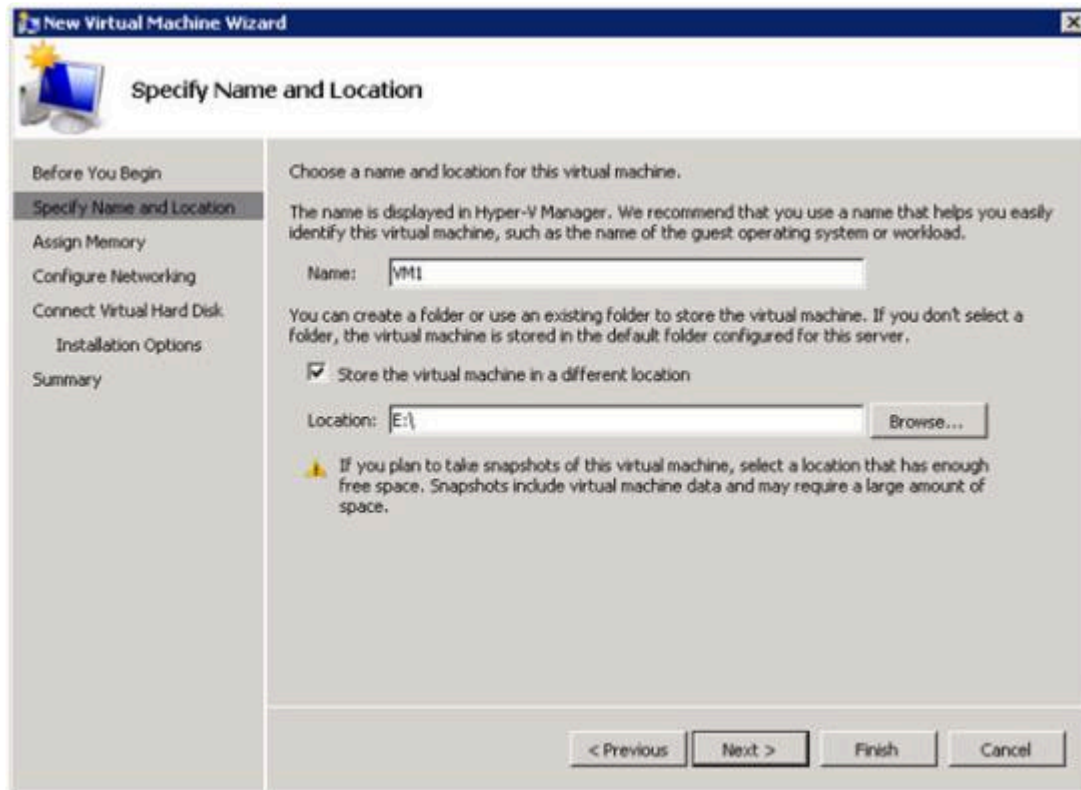 New Virtual Machine Wizard
Specify Name and Location
Before You Begin
Specify Name and Location
Assign Memory
Configure Networking
Connect Virtual Hard Disk
Installation Options
Summary
Choose a name and location for this virtual machine.
The name is displayed in Hyper-V Manager. We recommend that you use a name that helps you easily
identify this virtual machine, such as the name of the guest operating system or workload.
Name: VM1
You can create a folder or use an existing folder to store the virtual machine. If you don't select a
folder, the virtual machine is stored in the default folder configured for this server.
Store the virtual machine in a different location
Location: E:\
Browse...
If you plan to take snapshots of this virtual machine, select a location that has enough
free space. Snapshots include virtual machine data and may require a large amount of
space.
< Previous Next > Finish Cancel